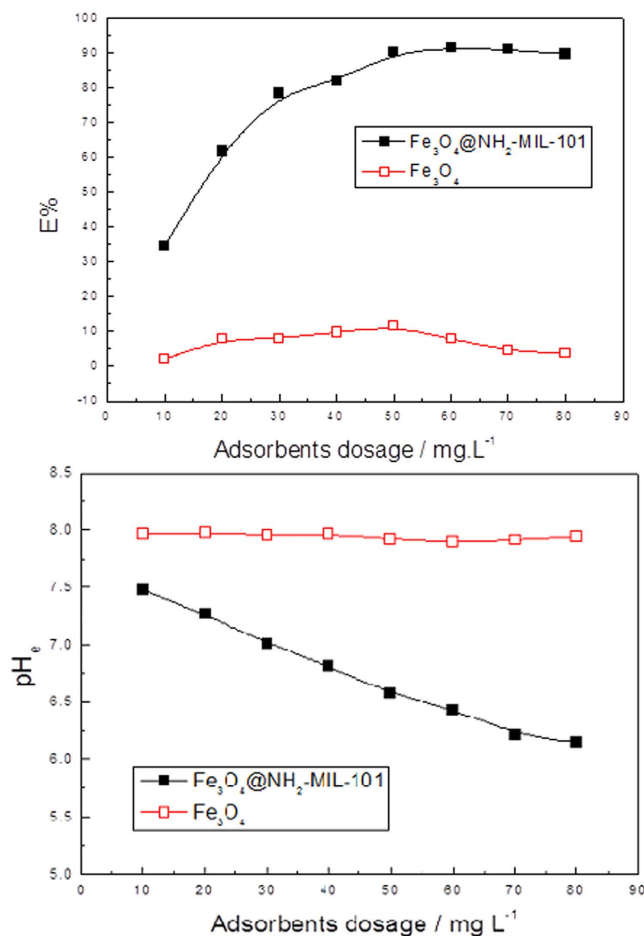 100
90
80
70
60
50
40
30
20
10
0
-10
E%
Fe₃O₄@NH₂-MIL-101
Fe₃O₄
0 10 20 30 40 50 60 70 80 90
Adsorbents dosage / mg.L⁻¹
8.5
8.0
7.5
7.0
6.5
6.0
5.5
5.0
pHₑ
Fe₃O₄@NH₂-MIL-101
Fe₃O₄
0 10 20 30 40 50 60 70 80 90
Adsorbents dosage / mg L⁻¹